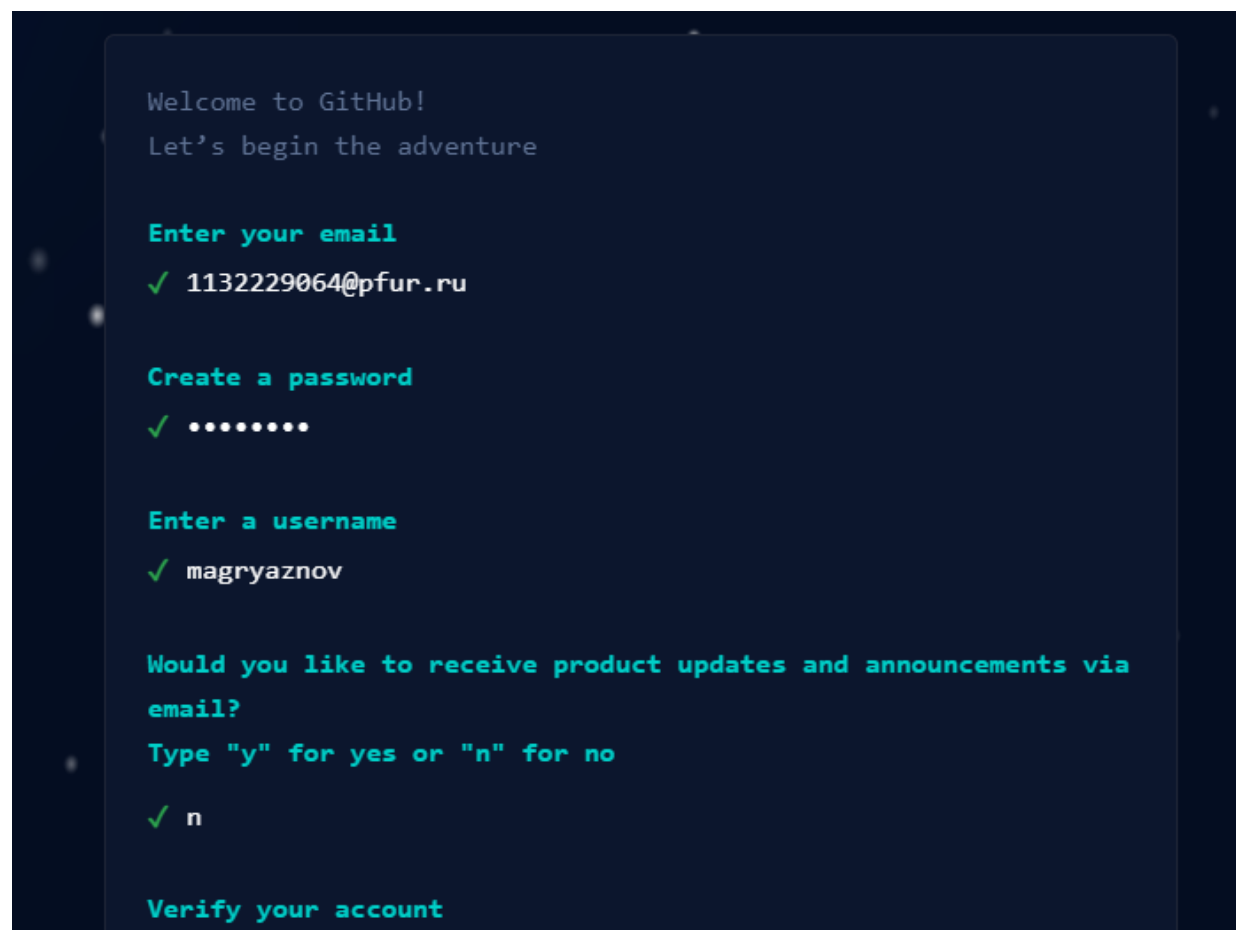 Welcome to GitHub!
Let’s begin the adventure
Enter your email
✓ 1132229064@pfur.ru
Create a password
✓ ••••••••
Enter a username
✓ magryaznov
Would you like to receive product updates and announcements via
email?
Type "y" for yes or "n" for no
✓ n
Verify your account